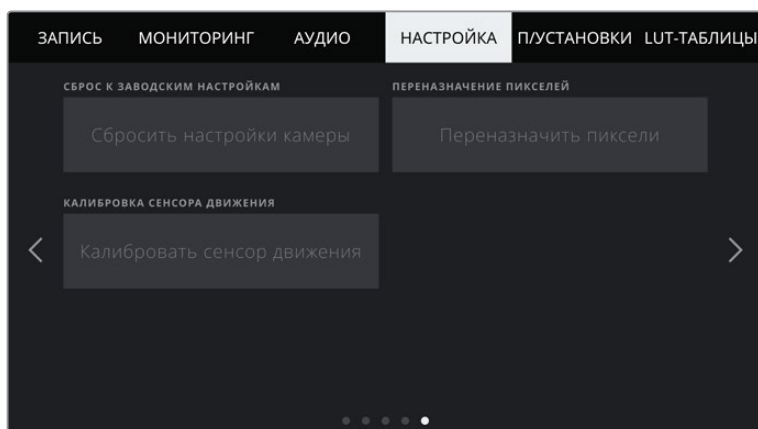 ЗАПИСЬ МОНИТОРИНГ АУДИО НАСТРОЙКА П/УСТАНОВКИ LUT-ТАБЛИЦЫ
СБРОС К ЗАВОДСКИМ НАСТРОЙКАМ ПЕРЕНАЗНАЧЕНИЕ ПИКСЕЛЕЙ
Сбросить настройки камеры Переназначить пиксели
КАЛИБРОВКА СЕНСОРА ДВИЖЕНИЯ
Калибровать сенсор движения